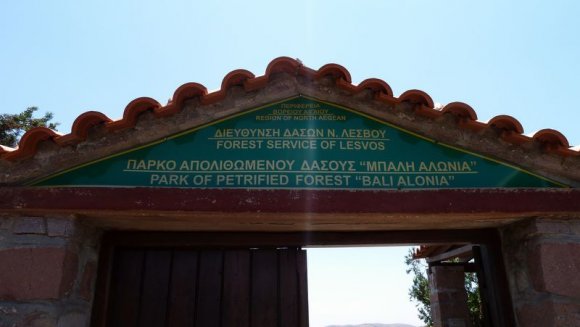 ΠΕΡΙΦΕΡΕΙΑ
ΒΟΡΕΙΟΥ ΑΙΓΑΙΟΥ
REGION OF NORTH AEGEAN
ΔΙΕΥΘΥΝΣΗ ΔΑΣΩΝ Ν. ΛΕΣΒΟΥ
FOREST SERVICE OF LESVOS
ΠΑΡΚΟ ΑΠΟΛΙΘΩΜΕΝΟΥ ΔΑΣΟΥΣ "ΜΠΑΛΗ ΑΛΩΝΙΑ"
PARK OF PETRIFIED FOREST "BALI ALONIA"